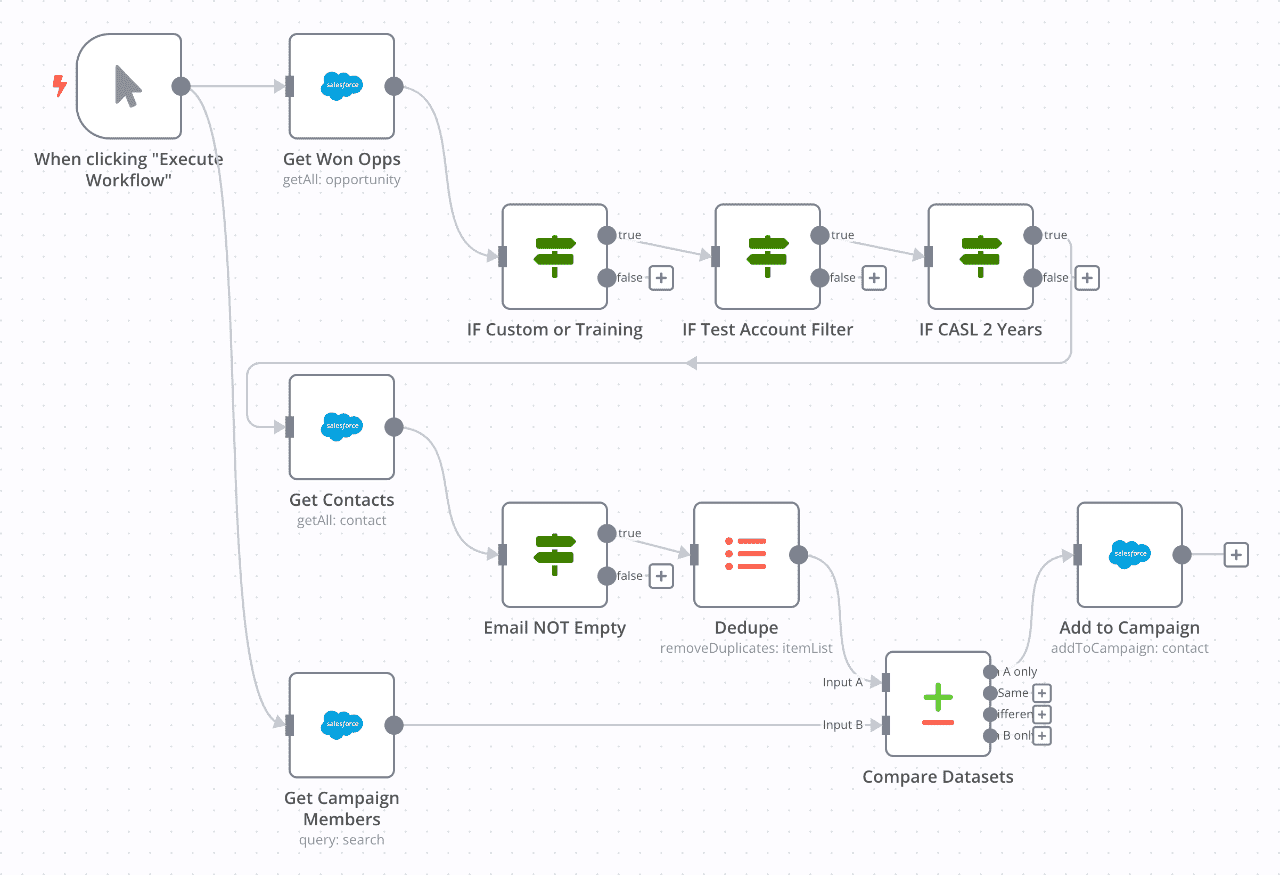 When clicking "Execute
Workflow"
salesforce
Get Won Opps
getAll: opportunity
true
false
IF Custom or Training
true
false
IF Test Account Filter
true
false
IF CASL 2 Years
salesforce
Get Contacts
getAll: contact
true
false
Email NOT Empty
Dedupe
removeDuplicates: itemList
salesforce
Add to Campaign
addToCampaign: contact
Input A
Input B
A only
Same
ifferen
B onl
Compare Datasets
salesforce
Get Campaign
Members
query: search